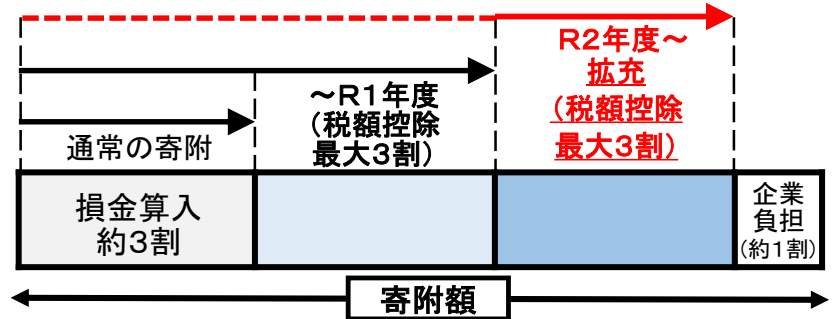 R2年度~
拡充
(税額控除
最大3割)
~R1年度
(税額控除
最大3割)
通常の寄附
損金算入
約3割
企業
負担
(約1割)
寄附額